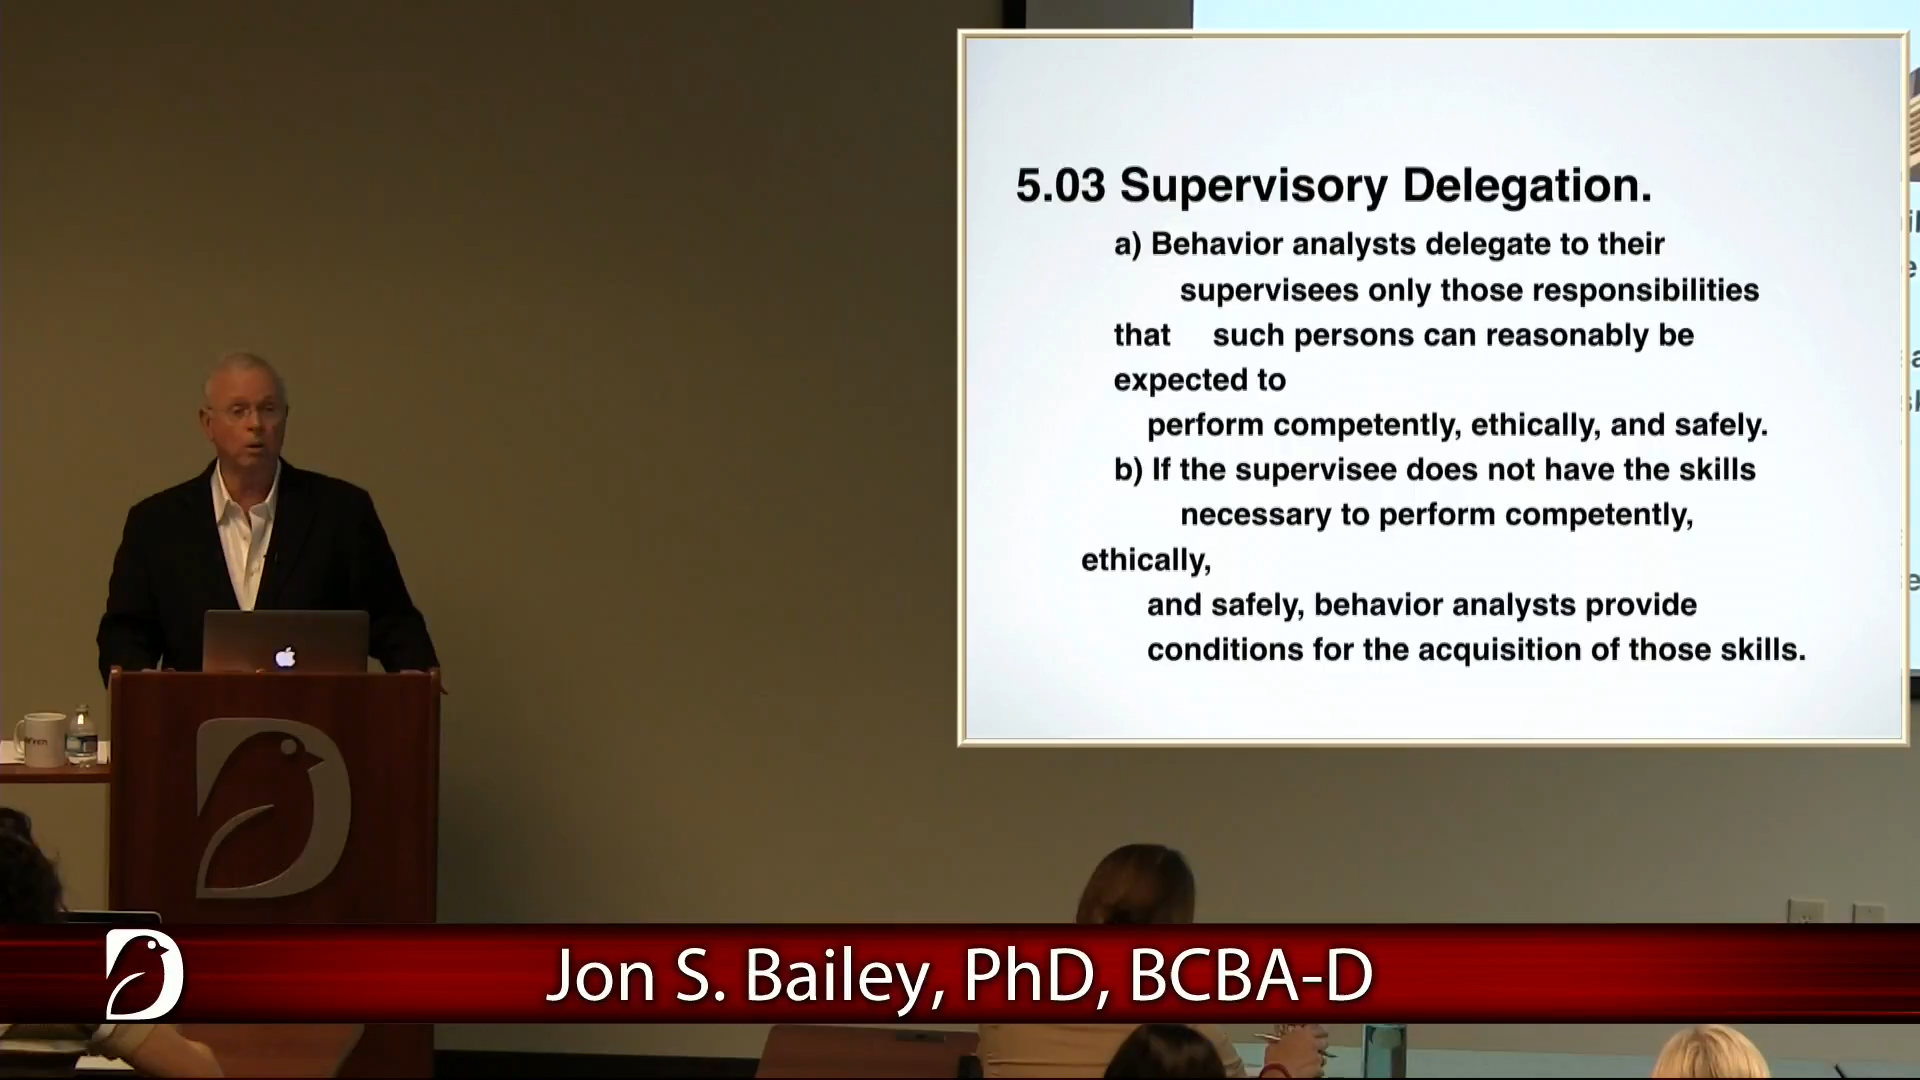 5.03 Supervisory Delegation.
a) Behavior analysts delegate to their
supervisees only those responsibilities
that such persons can reasonably be
expected to
perform competently, ethically, and safely.
b) If the supervisee does not have the skills
necessary to perform competently,
ethically,
and safely, behavior analysts provide
conditions for the acquisition of those skills.
Jon S. Bailey, PhD, BCBA-D